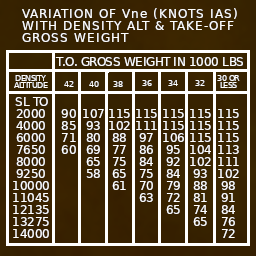 VARIATION OF Vne (KNOTS IAS)
WITH DENSITY ALT & TAKE-OFF
GROSS WEIGHT
T.O. GROSS WEIGHT IN 1000 LBS
DENSITY ALTITUDE 42 40 38 36 34 32 30 OR LESS
SL TO
2000 90 107 115 115 115 115 115
4000 85 93 102 111 115 115 115
6000 71 80 88 97 106 115 115
7650 60 69 77 86 95 104 113
8000 65 75 84 92 102 111
9250 58 65 75 84 93 102
10000 61 70 79 88 98
11045 63 72 81 91
12135 65 74 84
13275 65 76
14000 72